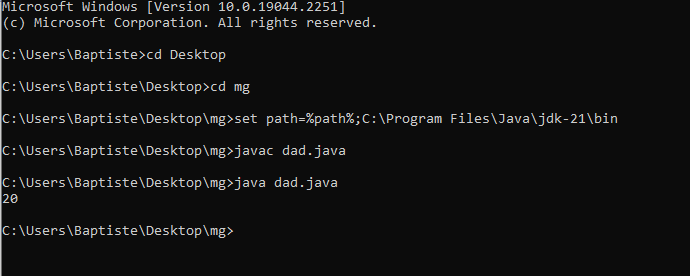 Microsoft Windows [Version 10.0.19044.2251]
(c) Microsoft Corporation. All rights reserved.
C:\Users\Baptiste>cd Desktop
C:\Users\Baptiste\Desktop>cd mg
C:\Users\Baptiste\Desktop\mg>set path=%path%;C:\Program Files\Java\jdk-21\bin
C:\Users\Baptiste\Desktop\mg>javac dad.java
C:\Users\Baptiste\Desktop\mg>java dad.java
20
C:\Users\Baptiste\Desktop\mg>